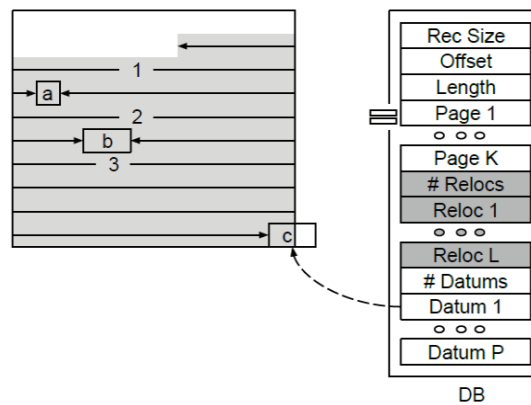 1
a
2
b
3
c
Rec Size
Offset
Length
Page 1
Page K
# Relocs
Reloc 1
Reloc L
# Datums
Datum 1
Datum P
DB